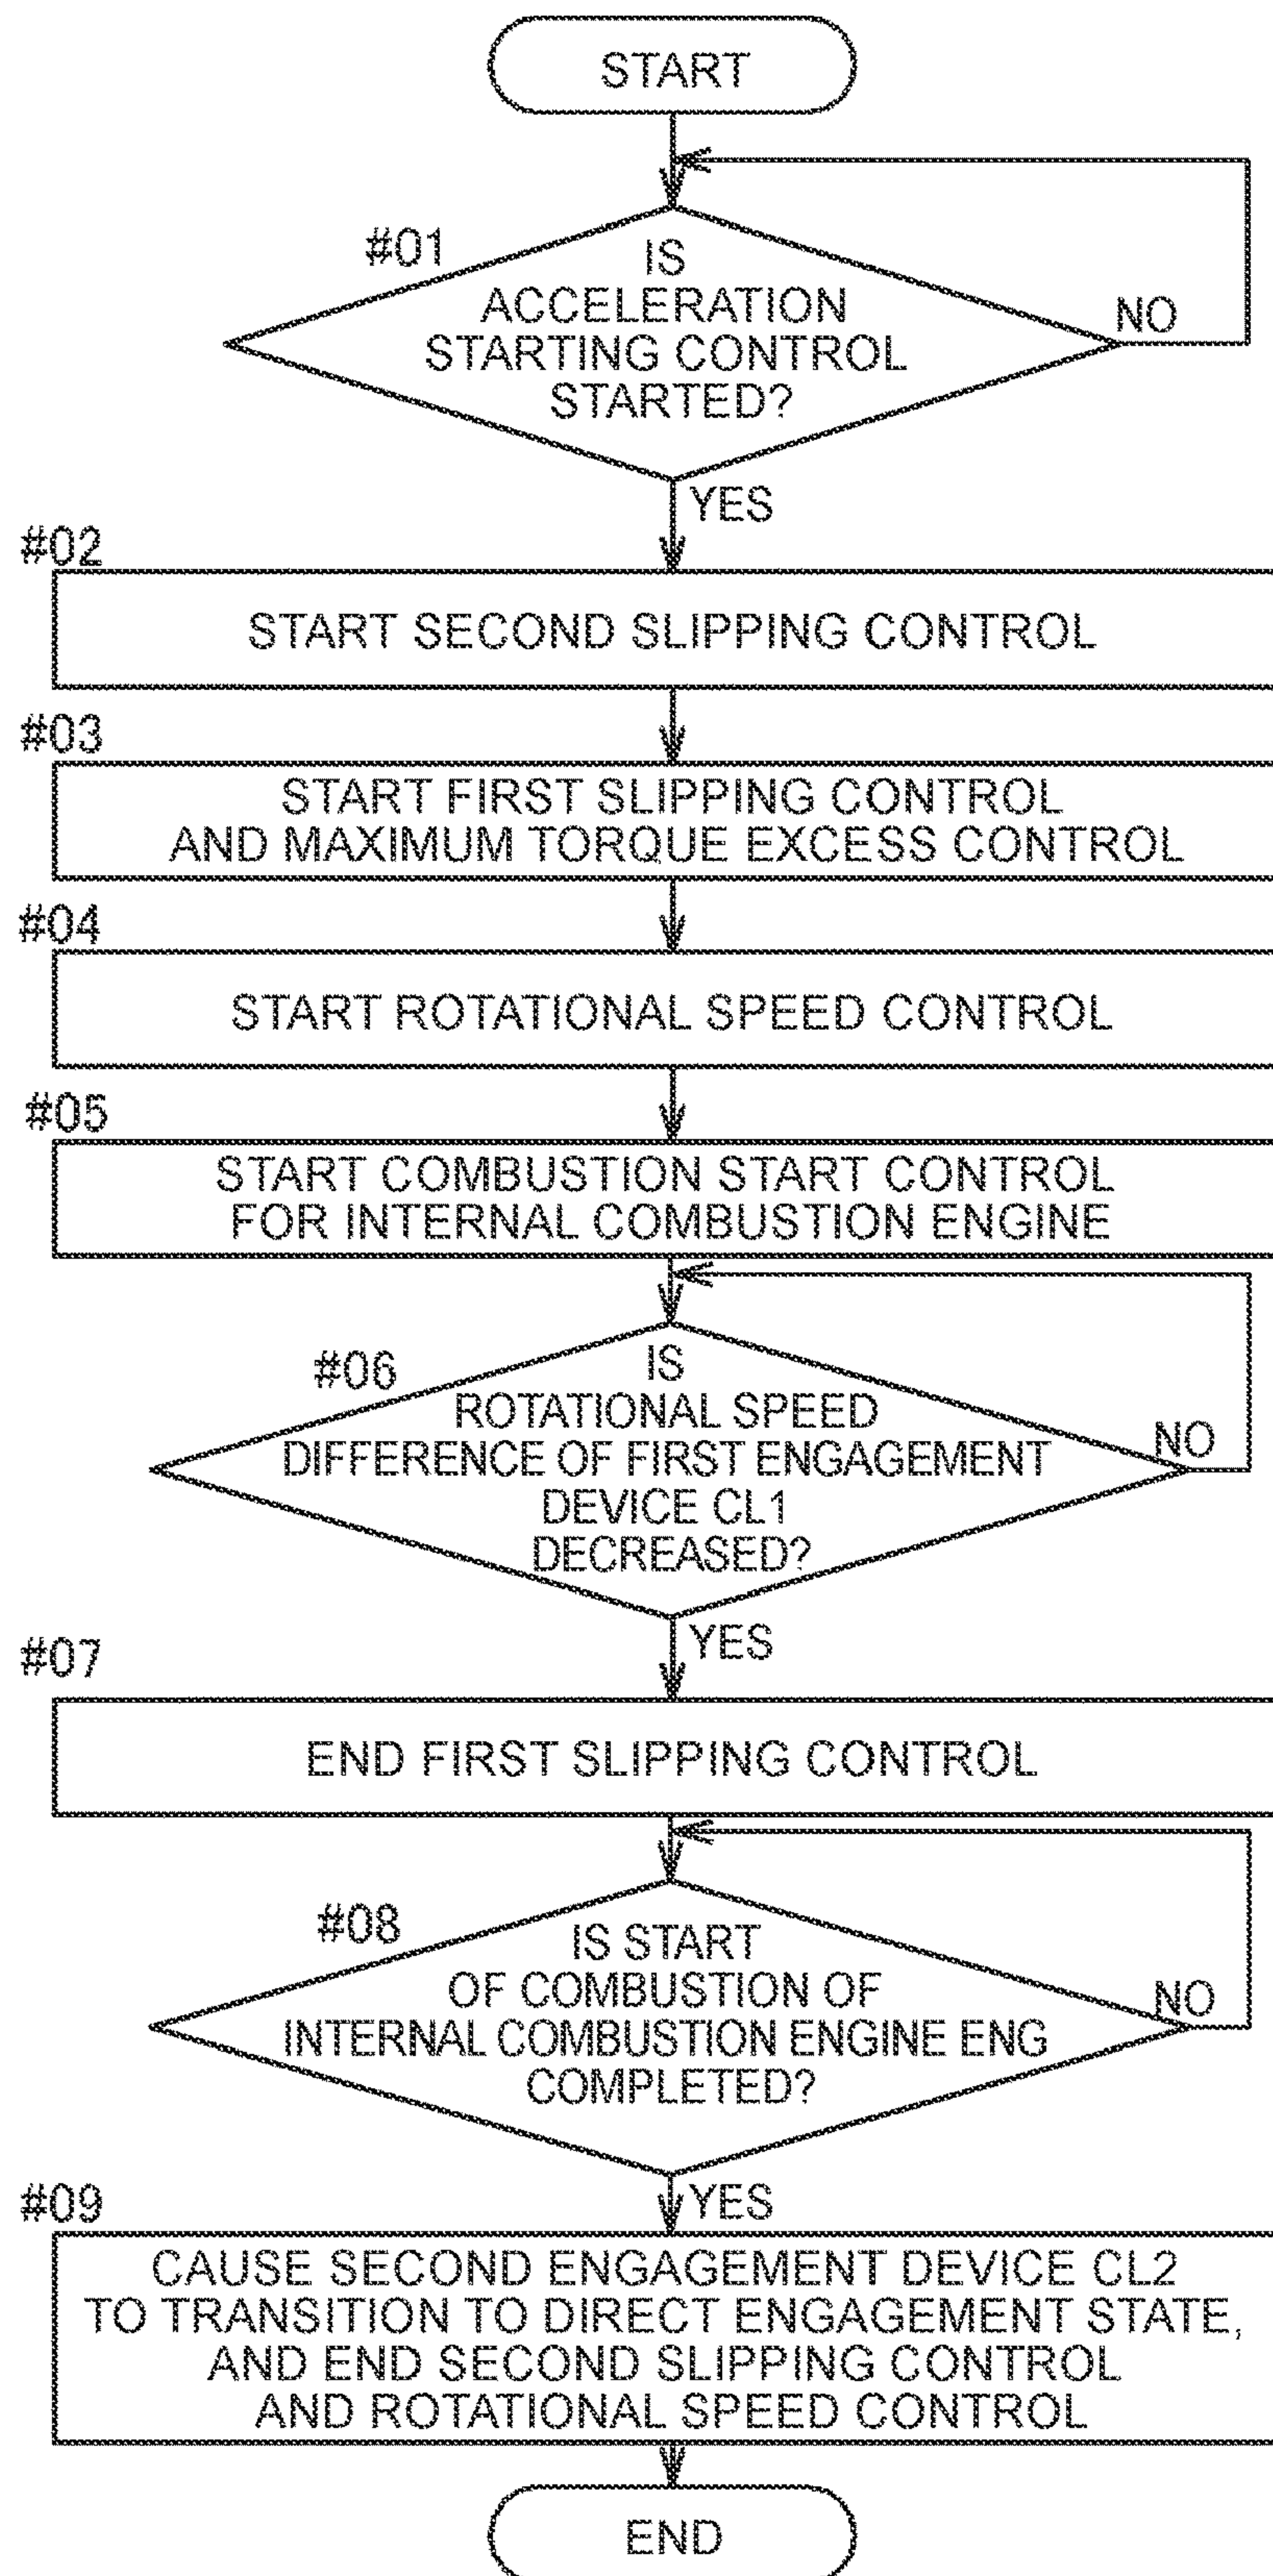 START
#01
IS
ACCELERATION
STARTING CONTROL
STARTED?
NO
YES
#02
START SECOND SLIPPING CONTROL
#03
START FIRST SLIPPING CONTROL
AND MAXIMUM TORQUE EXCESS CONTROL
#04
START ROTATIONAL SPEED CONTROL
#05
START COMBUSTION START CONTROL
FOR INTERNAL COMBUSTION ENGINE
#06
IS
ROTATIONAL SPEED
DIFFERENCE OF FIRST ENGAGEMENT
DEVICE CL1
DECREASED?
NO
YES
#07
END FIRST SLIPPING CONTROL
#08
IS START
OF COMBUSTION OF
INTERNAL COMBUSTION ENGINE ENG
COMPLETED?
NO
YES
#09
CAUSE SECOND ENGAGEMENT DEVICE CL2
TO TRANSITION TO DIRECT ENGAGEMENT STATE,
AND END SECOND SLIPPING CONTROL
AND ROTATIONAL SPEED CONTROL
END